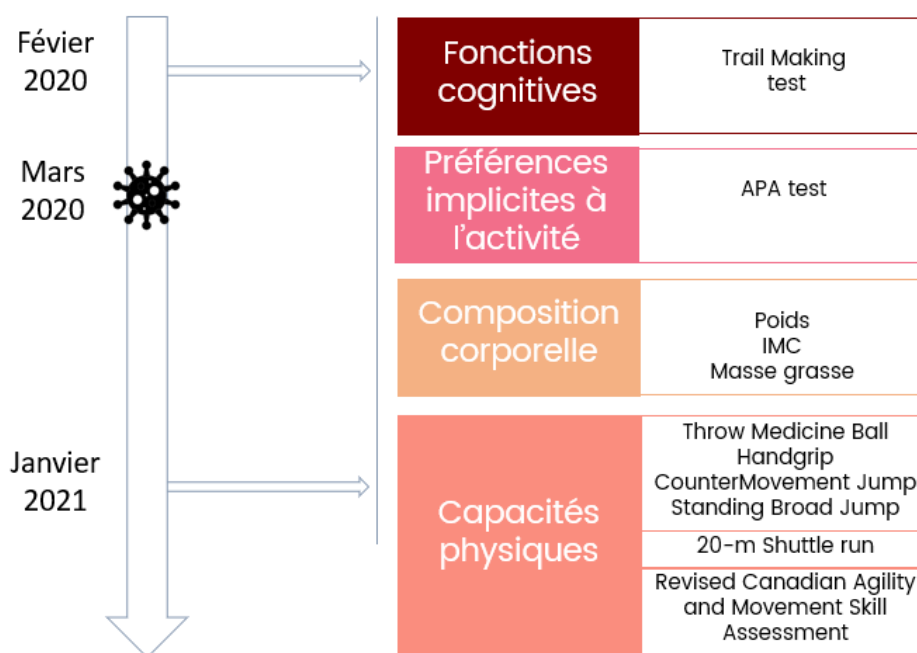 Févier
2020
Mars
2020
Janvier
2021
Fonctions
cognitives
Trail Making
test
Préférences
implicites à
l'activité
APA test
Composition
corporelle
Poids
IMC
Masse grasse
Capacités
physiques
Throw Medicine Ball
Handgrip
CounterMovement Jump
Standing Broad Jump
20-m Shuttle run
Revised Canadian Agility
and Movement Skill
Assessment